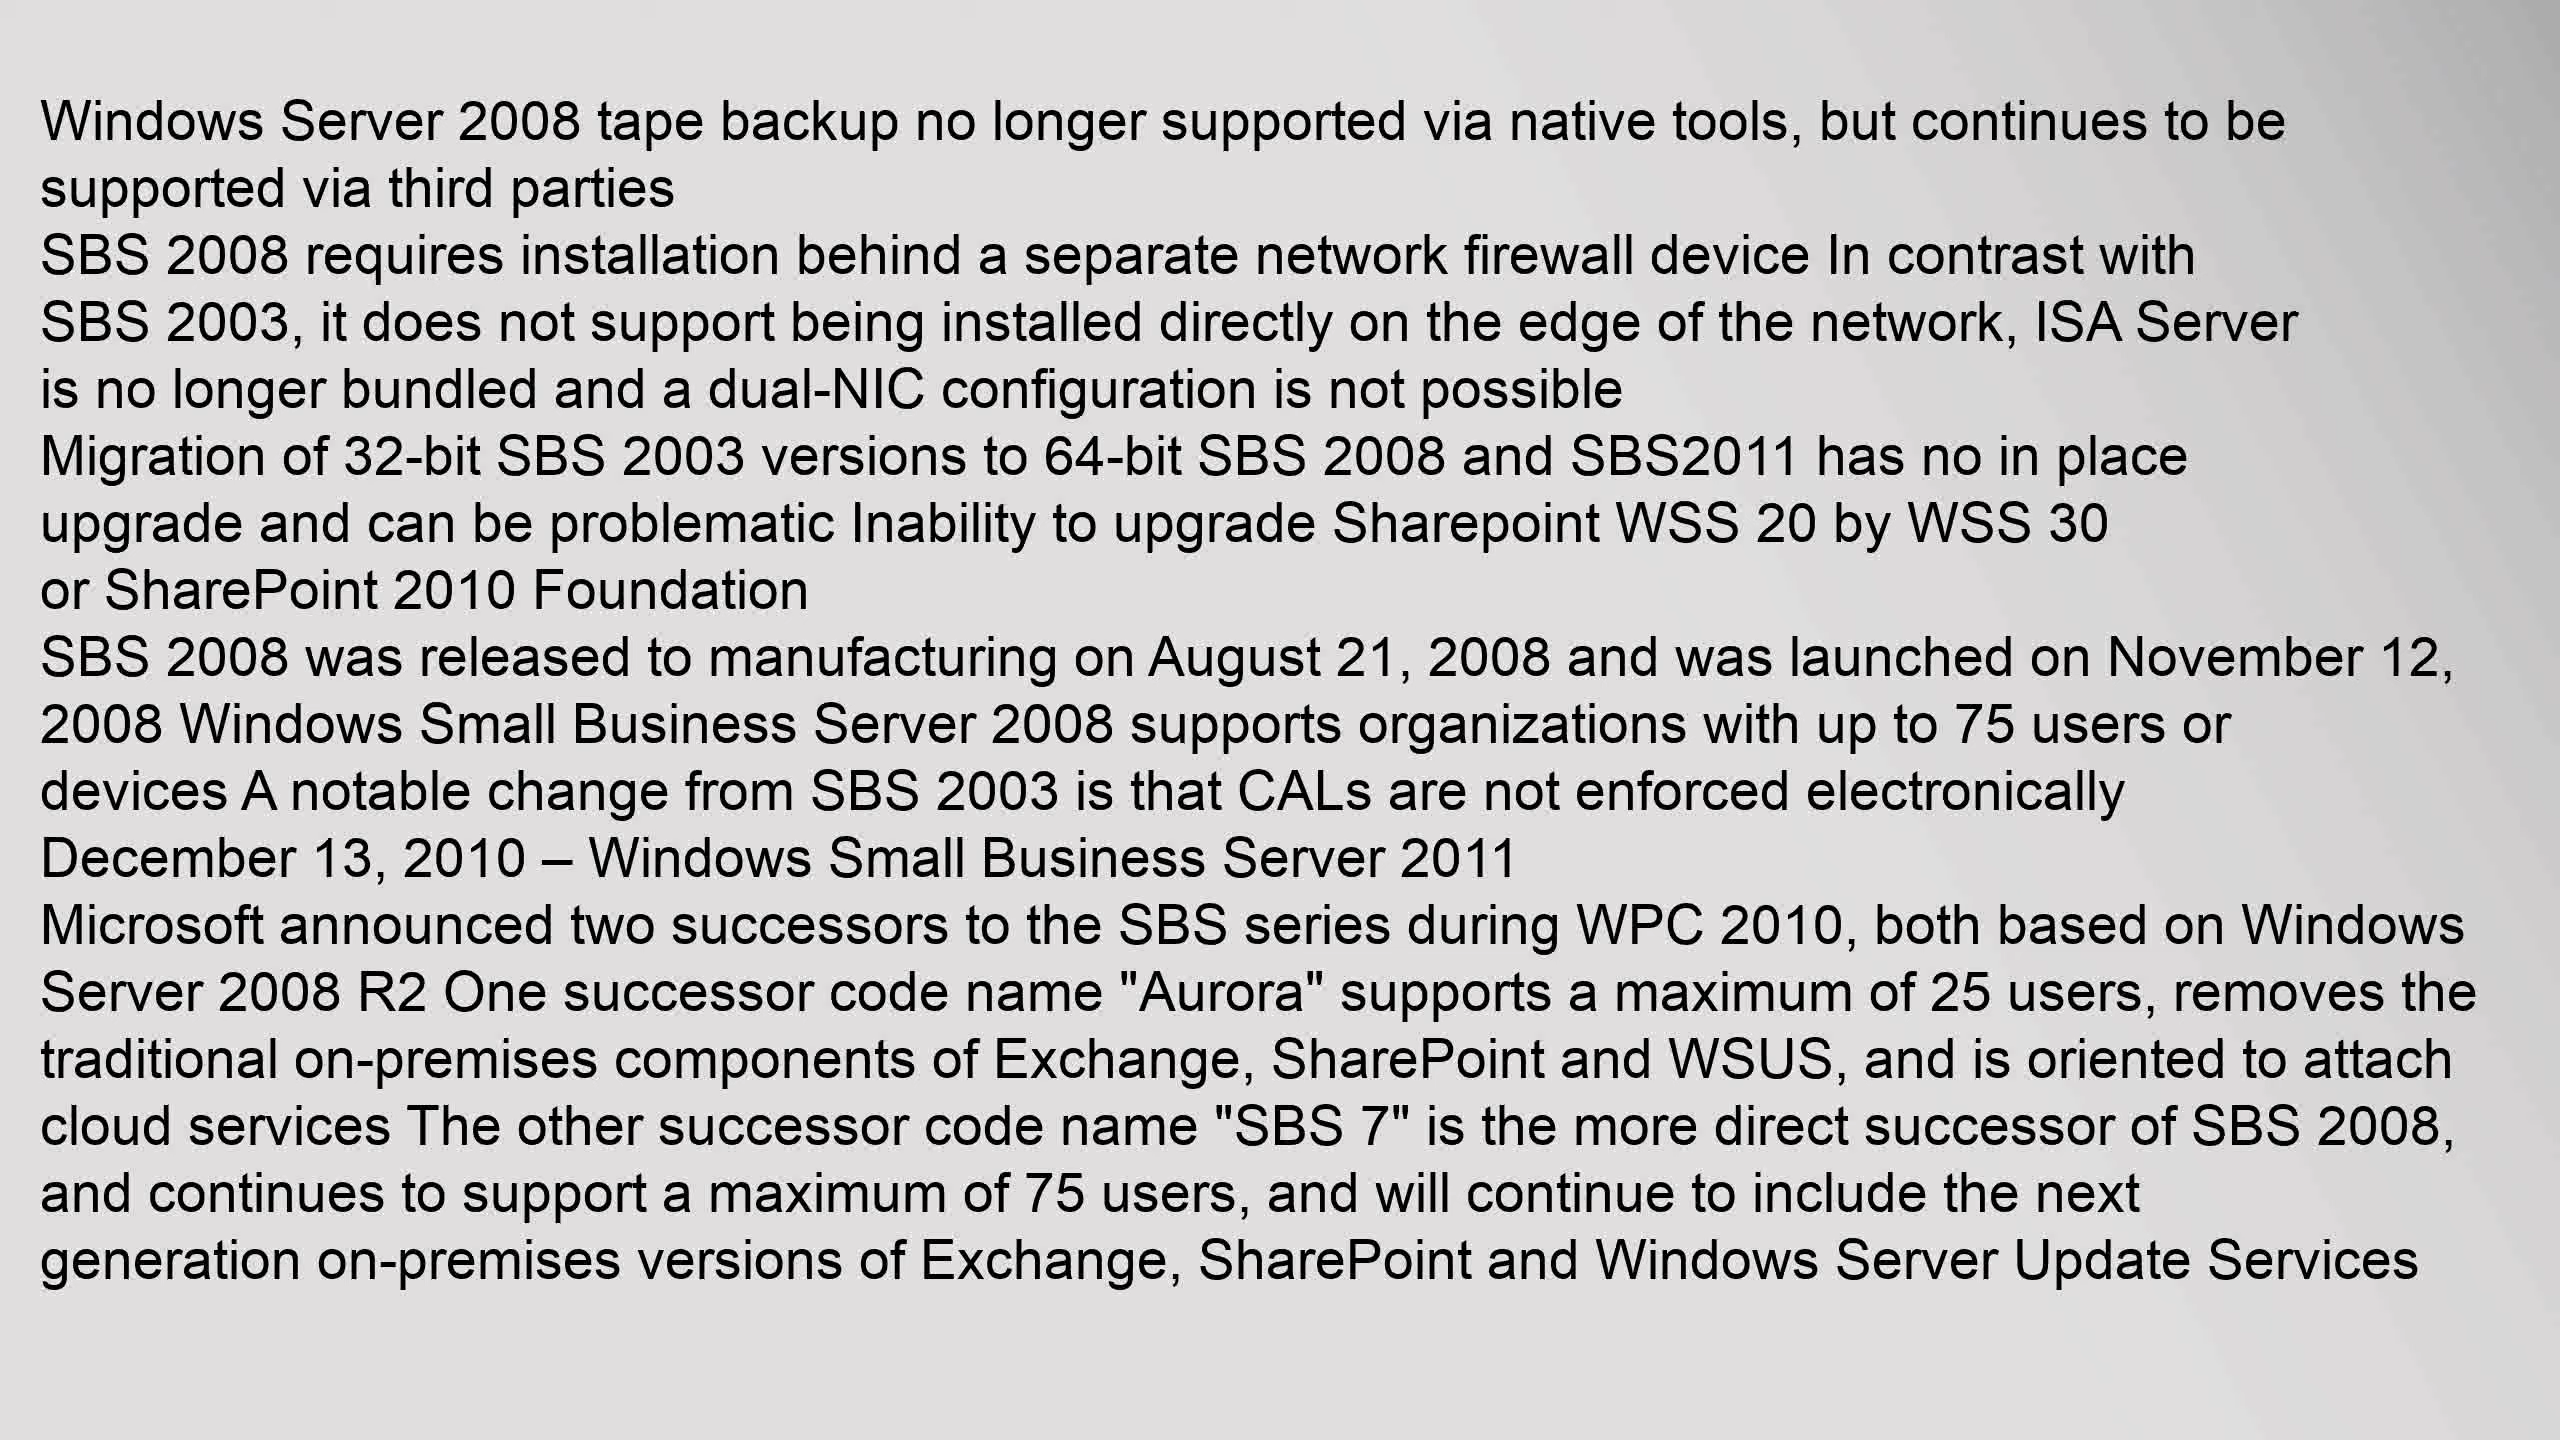 Windows Server 2008 tape backup no longer supported via native tools, but continues to be
supported via third parties
SBS 2008 requires installation behind a separate network firewall device In contrast with
SBS 2003, it does not support being installed directly on the edge of the network, ISA Server
is no longer bundled and a dual-NIC configuration is not possible
Migration of 32-bit SBS 2003 versions to 64-bit SBS 2008 and SBS2011 has no in place
upgrade and can be problematic Inability to upgrade Sharepoint WSS 20 by WSS 30
or SharePoint 2010 Foundation
SBS 2008 was released to manufacturing on August 21, 2008 and was launched on November 12,
2008 Windows Small Business Server 2008 supports organizations with up to 75 users or
devices A notable change from SBS 2003 is that CALs are not enforced electronically
December 13, 2010 – Windows Small Business Server 2011
Microsoft announced two successors to the SBS series during WPC 2010, both based on Windows
Server 2008 R2 One successor code name "Aurora" supports a maximum of 25 users, removes the
traditional on-premises components of Exchange, SharePoint and WSUS, and is oriented to attach
cloud services The other successor code name "SBS 7" is the more direct successor of SBS 2008,
and continues to support a maximum of 75 users, and will continue to include the next
generation on-premises versions of Exchange, SharePoint and Windows Server Update Services